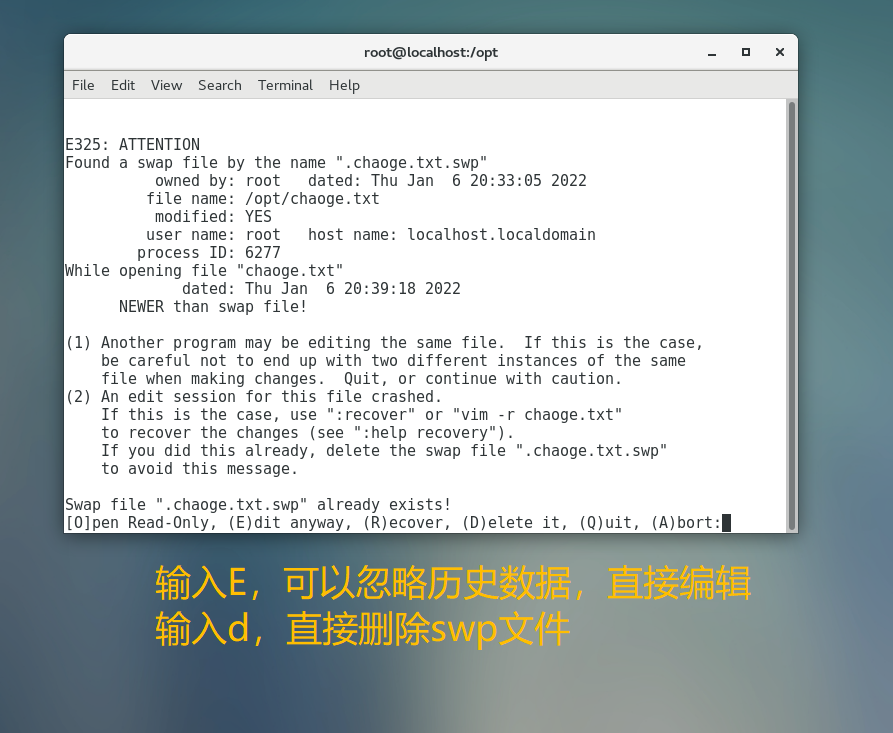 root@localhost:/opt
File Edit View Search Terminal Help
E325: ATTENTION
Found a swap file by the name ".chaoge.txt.swp"
          owned by: root   dated: Thu Jan  6 20:33:05 2022
         file name: /opt/chaoge.txt
          modified: YES
         user name: root   host name: localhost.localdomain
        process ID: 6277
While opening file "chaoge.txt"
             dated: Thu Jan  6 20:39:18 2022
      NEWER than swap file!
(1) Another program may be editing the same file.  If this is the case,
    be careful not to end up with two different instances of the same
    file when making changes.  Quit, or continue with caution.
(2) An edit session for this file crashed.
    If this is the case, use ":recover" or "vim -r chaoge.txt"
    to recover the changes (see ":help recovery").
    If you did this already, delete the swap file ".chaoge.txt.swp"
    to avoid this message.
Swap file ".chaoge.txt.swp" already exists!
[O]pen Read-Only, (E)dit anyway, (R)ecover, (D)elete it, (Q)uit, (A)bort:
输入E，可以忽略历史数据，直接编辑
输入d，直接删除swp文件